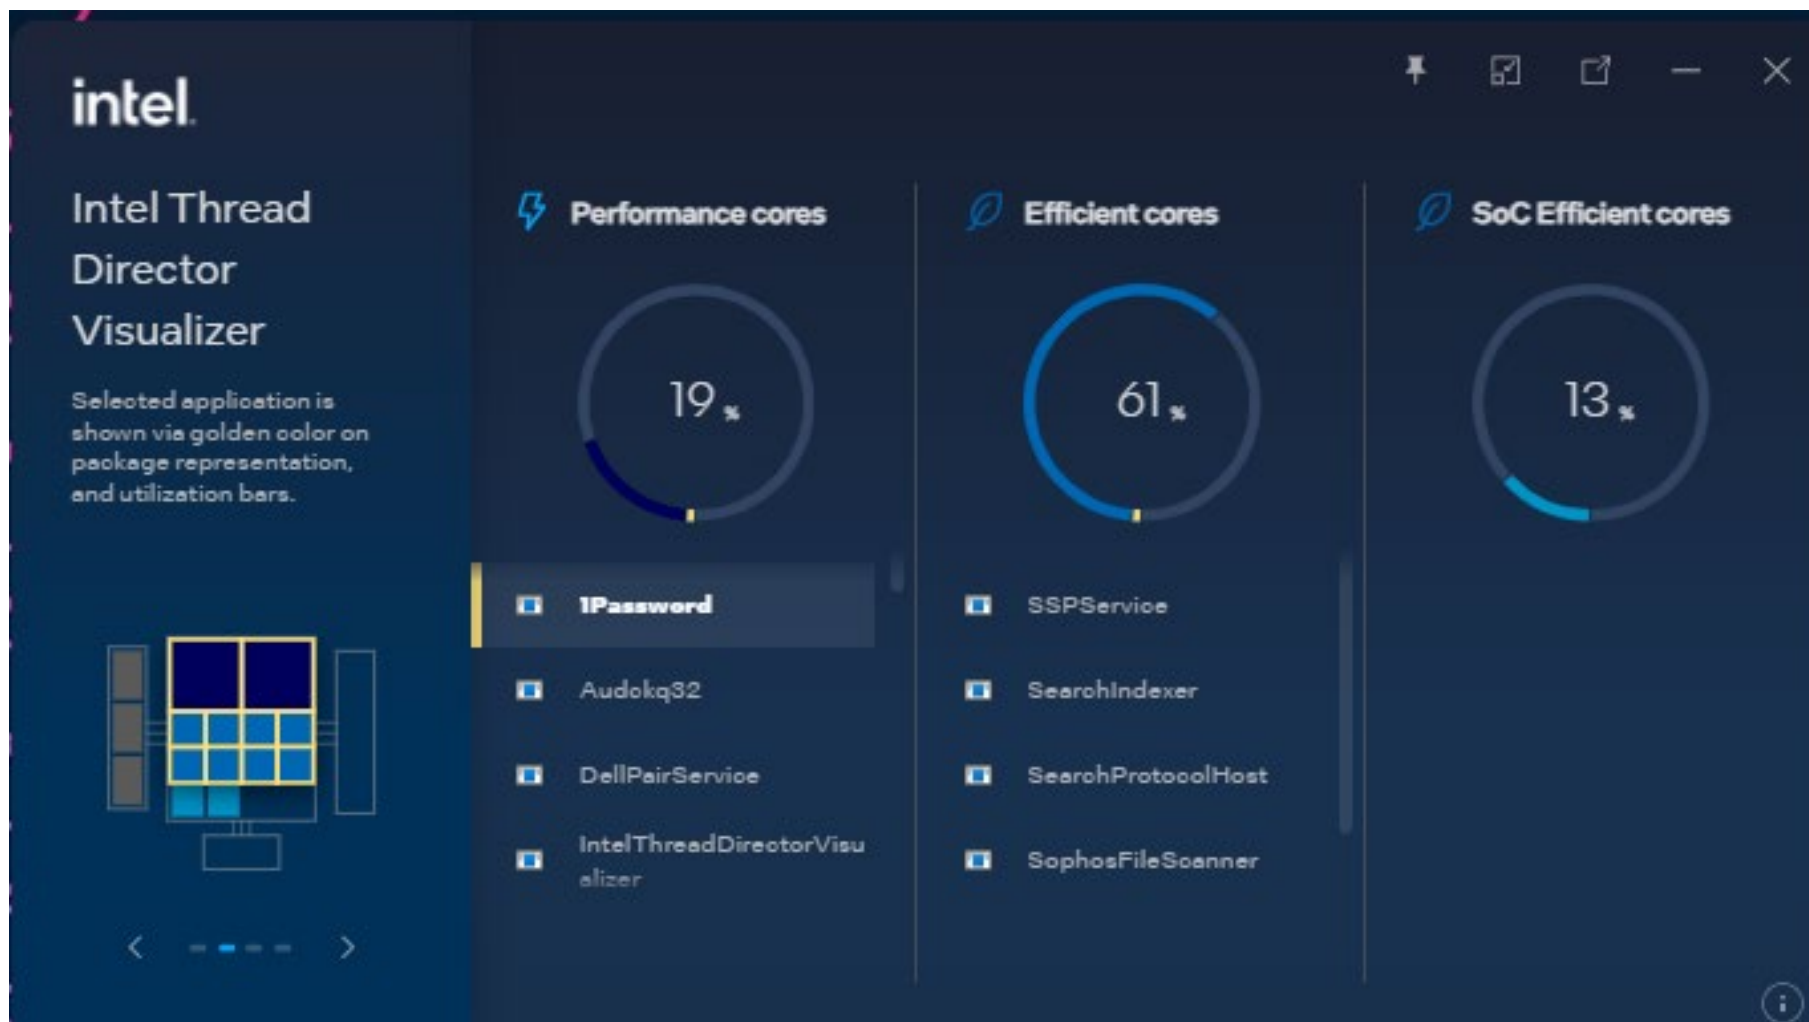 intel.
Intel Thread
Director
Visualizer
Selected application is
shown via golden color on
package representation,
and utilization bars.
Performance cores
19 %
1Password
Audckq32
DellPairService
IntelThreadDirectorVisu
alizer
Efficient cores
61 %
SSPService
SearchIndexer
SearchProtocolHost
SophosFileScanner
SoC Efficient cores
13 %